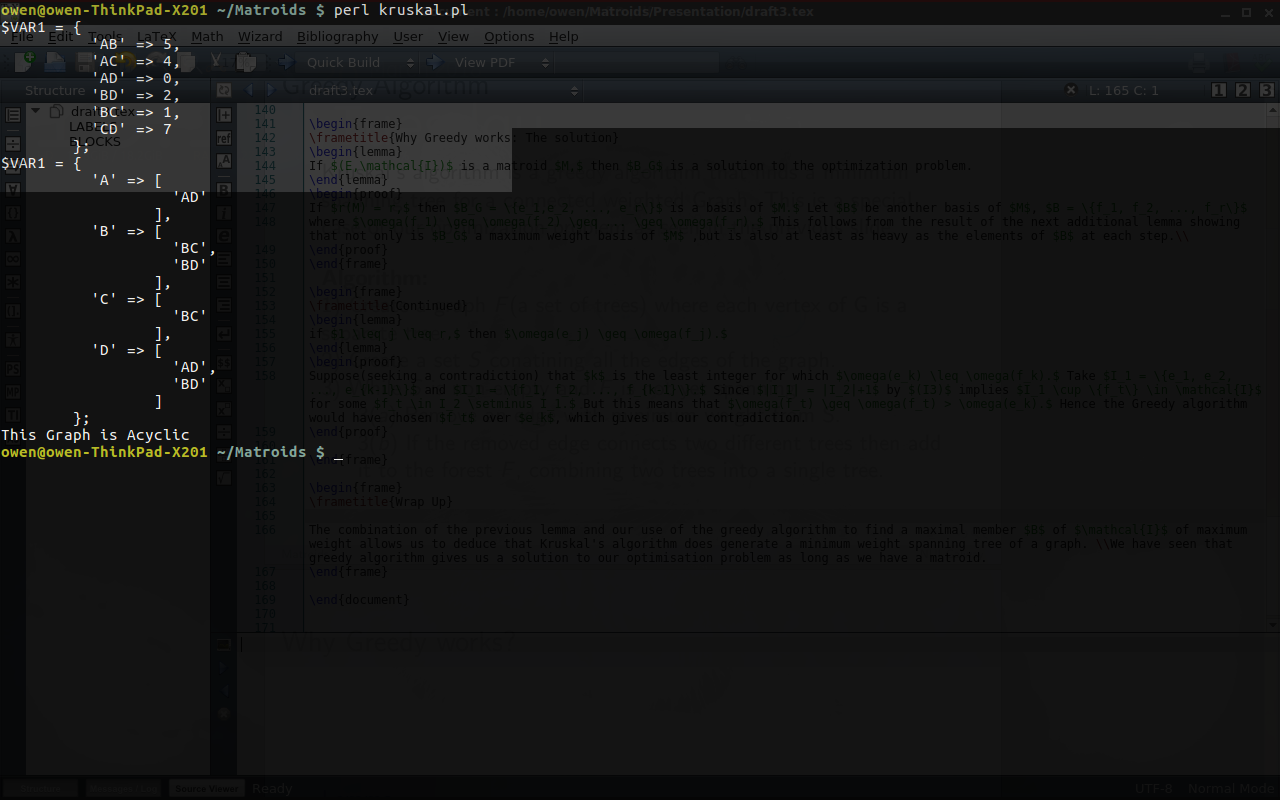 owen@owen-ThinkPad-X201 ~/Matroids $ perl kruskal.pl
$VAR1 = {
          'AB' => 5,
          'AC' => 4,
          'AD' => 0,
          'BD' => 2,
          'BC' => 1,
          'CD' => 7
        };
$VAR1 = {
          'A' => [
                   'AD'
                 ],
          'B' => [
                   'BC',
                   'BD'
                 ],
          'C' => [
                   'BC'
                 ],
          'D' => [
                   'AD',
                   'BD'
                 ]
        };
This Graph is Acyclic
owen@owen-ThinkPad-X201 ~/Matroids $ _
ent : /home/owen/Matroids/Presentation/draft3.tex
File Edit Tools LaTeX Math Wizard Bibliography User View Options Help
Quick Build View PDF
Structure draft3.tex L: 165 C: 1 1 2 3
LABELS
BLOCKS
140
141 \begin{frame}
142 \frametitle{Why Greedy works: The solution}
143 \begin{lemma}
144 If $(E,\mathcal{I})$ is a matroid $M,$ then $B_G$ is a solution to the optimization problem.
145 \end{lemma}
146 \begin{proof}
147 If $r(M) = r,$ then $B_G = \{e_1,e_2, ..., e_r\}$ is a basis of $M.$ Let $B$ be another basis of $M$, $B = \{f_1, f_2, ..., f_r\}$
148 where $\omega(f_1) \geq \omega(f_2) \geq ... \geq \omega(f_r).$ This follows from the result of the next additional lemma showing
that not only is $B_G$ a maximum weight basis of $M$ ,but is also at least as heavy as the elements of $B$ at each step.\\
149 \end{proof}
150 \end{frame}
151
152 \begin{frame}
153 \frametitle{Continued}
154 \begin{lemma}
155 if $1 \leq j \leq r,$ then $\omega(e_j) \geq \omega(f_j).$
156 \end{lemma}
157 \begin{proof}
158 Suppose(seeking a contradiction) that $k$ is the least integer for which $\omega(e_k) \leq \omega(f_k).$ Take $I_1 = \{e_1, e_2,
..., e_{k-1}\}$ and $I_1 = \{f_1, f_2, ..., f_{k-1}\}.$ Since $|I_1| = |I_2|+1$ by $(I3)$ implies $I_1 \cup \{f_t\} \in \mathcal{I}$
for some $f_t \in I_2 \setminus I_1.$ But this means that $\omega(f_t) \geq \omega(f_t) > \omega(e_k).$ Hence the Greedy algorithm
would have chosen $f_t$ over $e_k$, which gives us our contradiction.
159 \end{proof}
\end{frame}
162
163 \begin{frame}
164 \frametitle{Wrap Up}
165
166 The combination of the previous lemma and our use of the greedy algorithm to find a maximal member $B$ of $\mathcal{I}$ of maximum
weight allows us to deduce that Kruskal's algorithm does generate a minimum weight spanning tree of a graph. \\We have seen that
greedy algorithm gives us a solution to our optimisation problem as long as we have a matroid.
167 \end{frame}
168
169 \end{document}
170
171
Source Viewer Ready UTF-8 Normal Mode